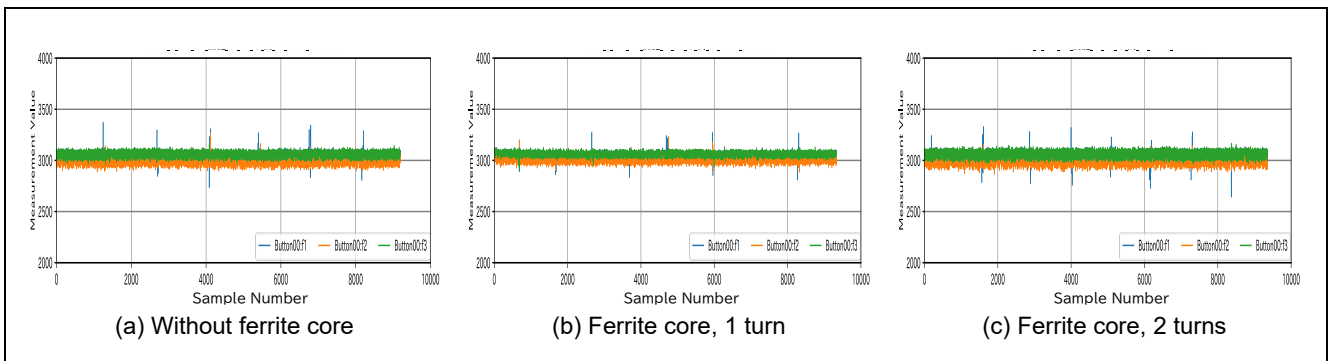 4000
3500
3000
2500
2000
Measurement Value
0
2000
4000
6000
8000
10000
Button00:f1 Button00:f2 Button00:f3
Sample Number
(a) Without ferrite core
4000
3500
3000
2500
2000
Measurement Value
0
2000
4000
6000
8000
10000
Button00:f1 Button00:f2 Button00:f3
Sample Number
(b) Ferrite core, 1 turn
4000
3500
3000
2500
2000
Measurement Value
0
2000
4000
6000
8000
10000
Button00:f1 Button00:f2 Button00:f3
Sample Number
(c) Ferrite core, 2 turns